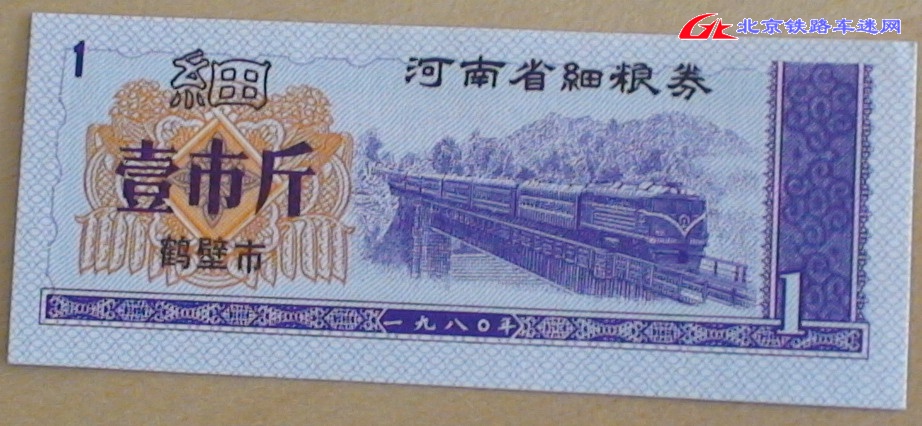 北京铁路车迷网
1
細
河南省細粮券
壹市斤
鹤壁市
一九八〇年
1